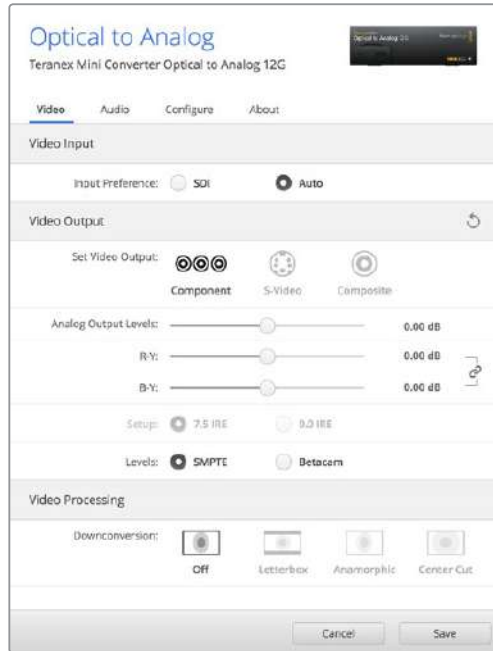 Optical to Analog
Teranex Mini Converter Optical to Analog 12G
Video Audio Configure About
Video Input
Input Preference: SDI Auto
Video Output
Set Video Output:
Component S-Video Composite
Analog Output Levels: 0.00 dB
R-Y: 0.00 dB
B-Y: 0.00 dB
Setup: 7.5 IRE 0.0 IRE
Levels: SMPTE Betacam
Video Processing
Downconversion:
Off Letterbox Anamorphic Center Cut
Cancel Save